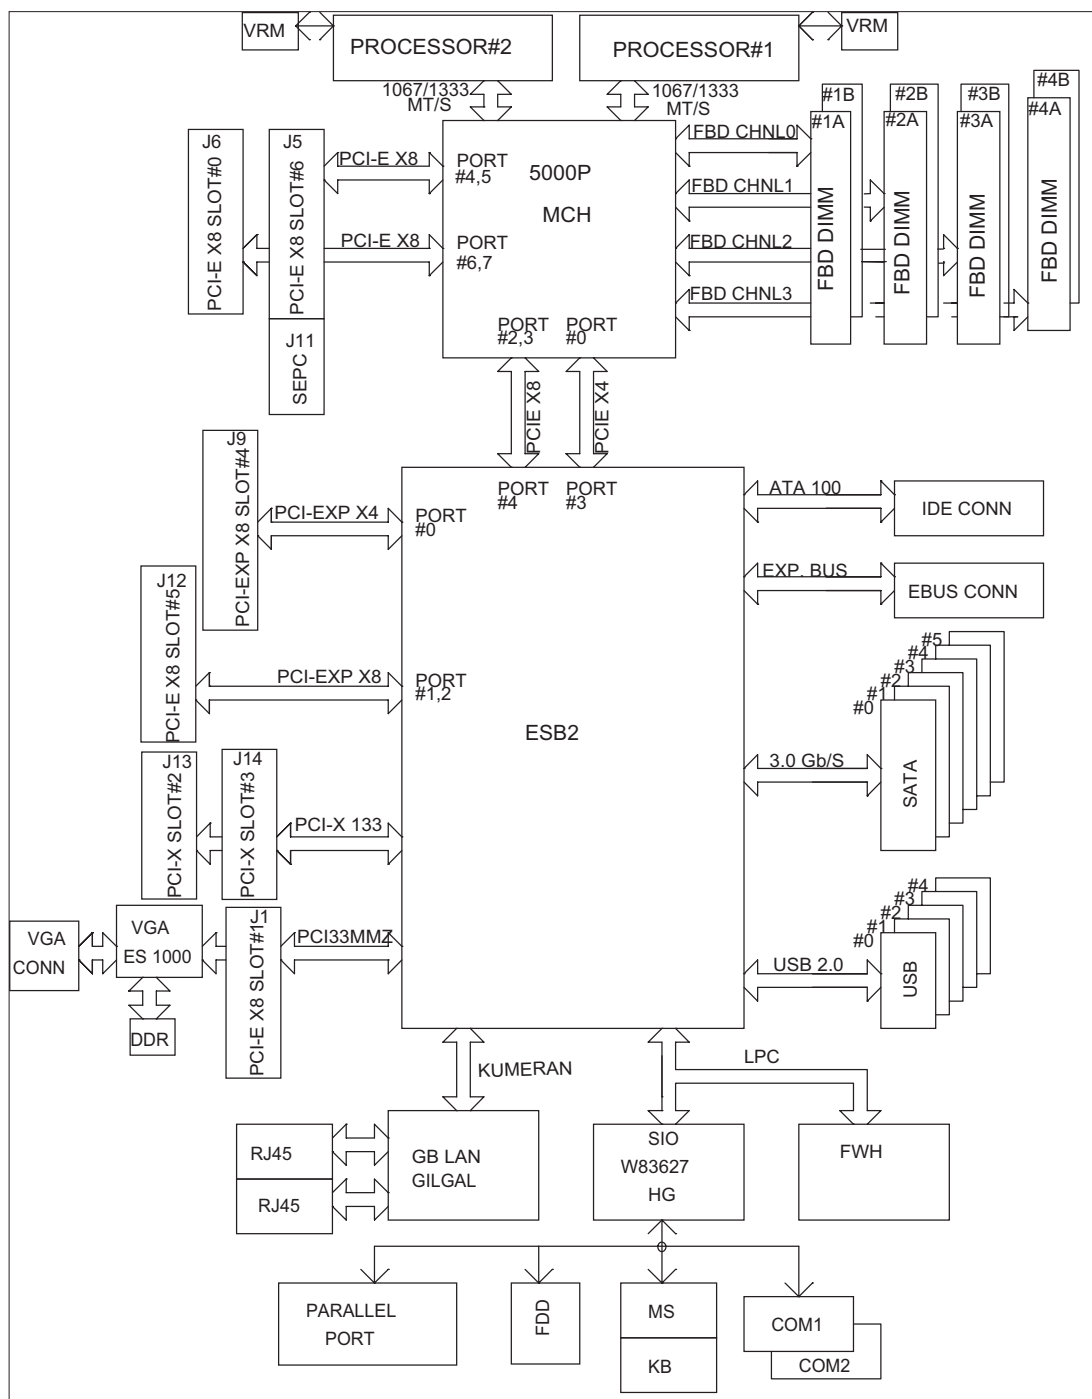 VRM
PROCESSOR#2
PROCESSOR#1
VRM
1067/1333
MT/S
1067/1333
MT/S
#1B
#2B
#3B
#4B
#1A
#2A
#3A
#4A
FBD DIMM
FBD DIMM
FBD DIMM
FBD DIMM
J6
PCI-E X8 SLOT#0
J5
PCI-E X8 SLOT#6
J11
SEPC
PCI-E X8
PCI-E X8
PORT
#4,5
PORT
#6,7
5000P
MCH
FBD CHNL0
FBD CHNL1
FBD CHNL2
FBD CHNL3
PORT
#2,3
PORT
#0
PCIE X8
PCIE X4
J9
PCI-EXP X8 SLOT#4
PCI-EXP X4
PORT
#0
PORT
#4
PORT
#3
ATA 100
IDE CONN
EXP. BUS
EBUS CONN
J12
PCI-E X8 SLOT#5
PCI-EXP X8
PORT
#1,2
ESB2
#5
#4
#3
#2
#1
#0
3.0 Gb/S
SATA
J13
PCI-X SLOT#2
J14
PCI-X SLOT#3
PCI-X 133
#4
#3
#2
#1
#0
USB 2.0
USB
VGA
CONN
VGA
ES 1000
DDR
J1
PCI-E X8 SLOT#1
PCI33MMZ
KUMERAN
LPC
RJ45
RJ45
GB LAN
GILGAL
SIO
W83627
HG
FWH
PARALLEL
PORT
FDD
MS
KB
COM1
COM2